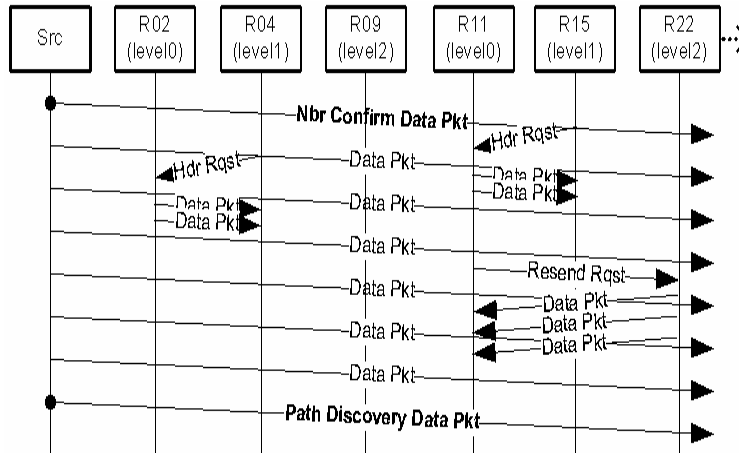 Src
R02
(level0)
R04
(level1)
R09
(level2)
R11
(level0)
R15
(level1)
R22
(level2)
Nbr Confirm Data Pkt
Hdr Rqst
Hdr Rqst
Data Pkt
Data Pkt
Data Pkt
Data Pkt
Data Pkt
Data Pkt
Data Pkt
Resend Rqst
Data Pkt
Data Pkt
Data Pkt
Data Pkt
Data Pkt
Data Pkt
Path Discovery Data Pkt